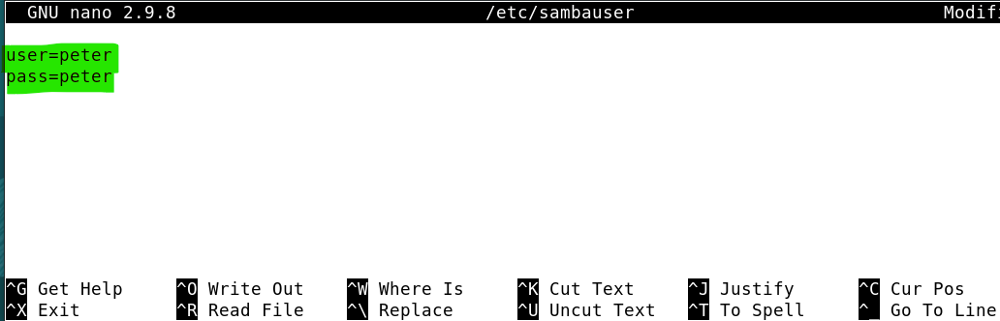 GNU nano 2.9.8 /etc/sambauser Modif
user=peter
pass=peter
^G Get Help ^O Write Out ^W Where Is ^K Cut Text ^J Justify ^C Cur Pos
^X Exit ^R Read File ^\ Replace ^U Uncut Text ^T To Spell ^_ Go To Line